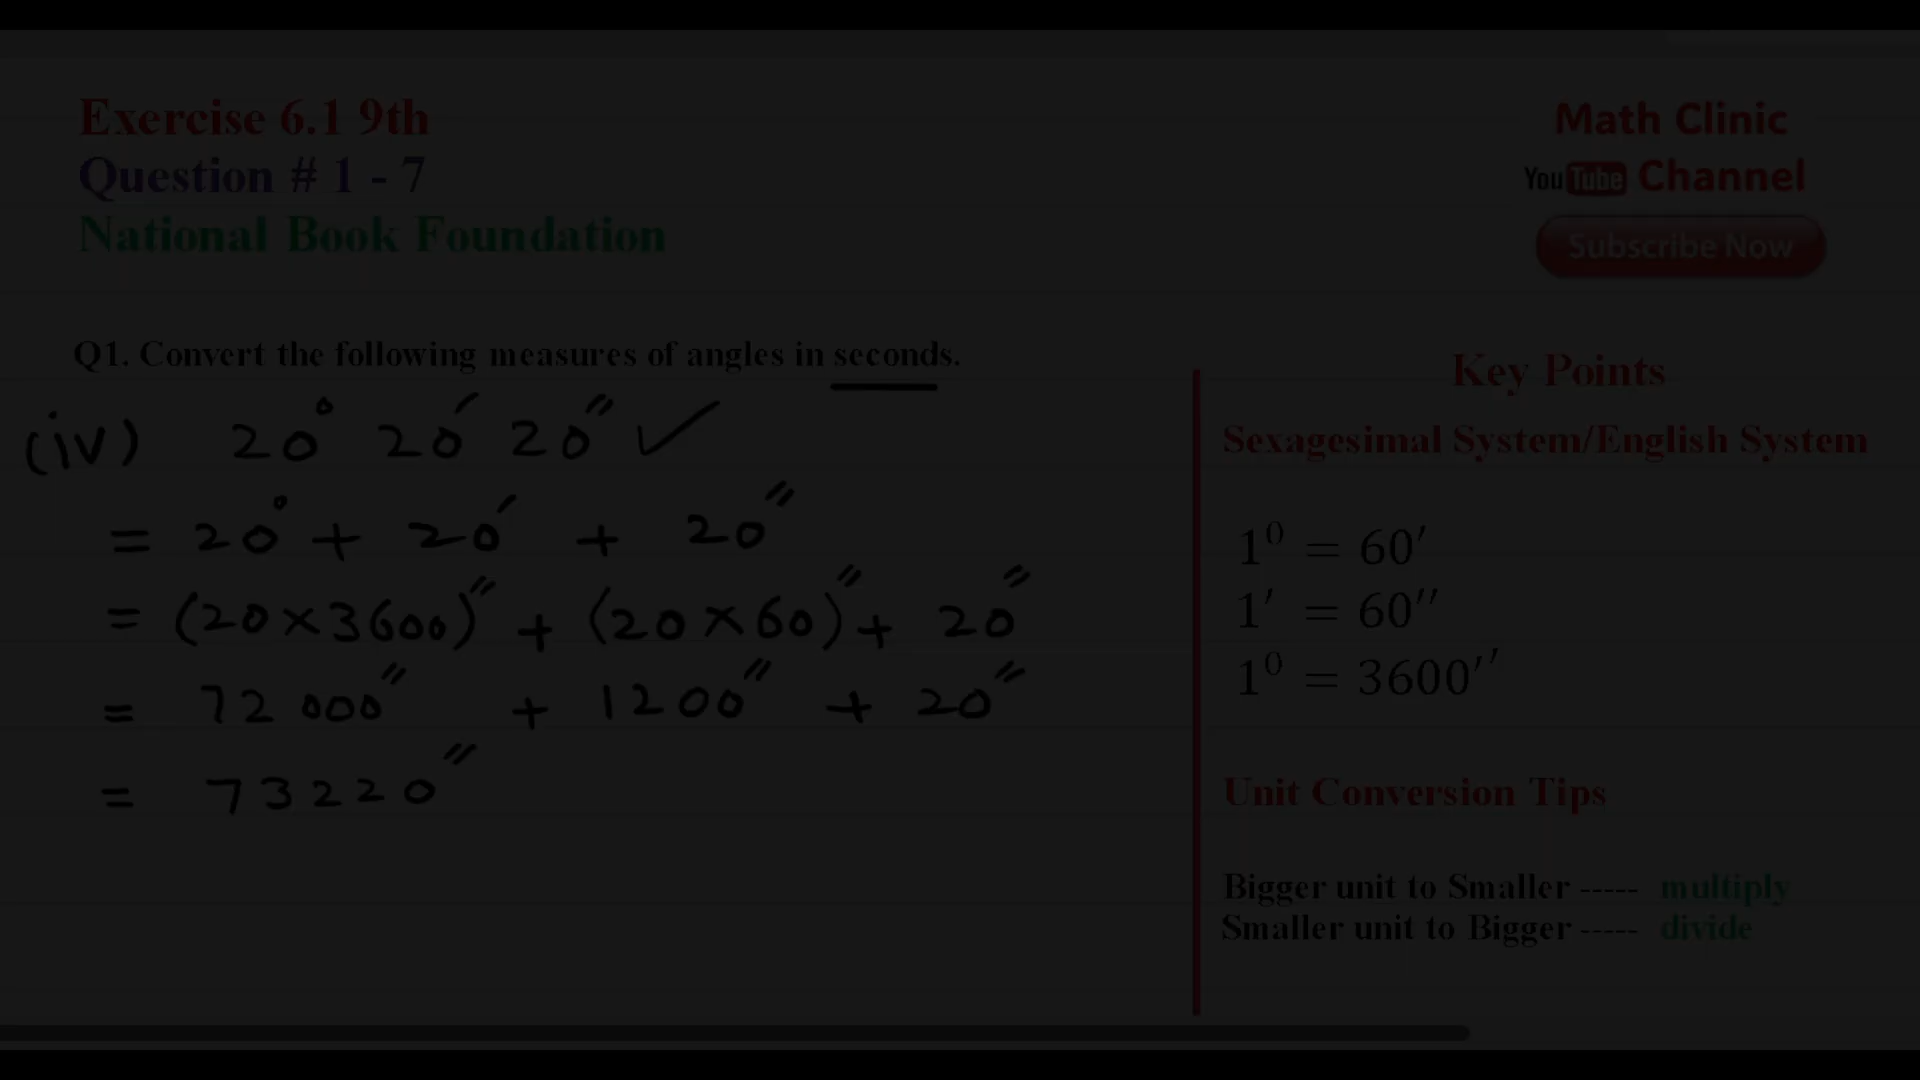 Exercise 6.1 9th
Question # 1 - 7
National Book Foundation
Math Clinic
YouTube Channel
Subscribe Now
Q1. Convert the following measures of angles in seconds.
(iv) 20° 20′ 20″ ✓
= 20° + 20′ + 20″
= (20×3600)″ + (20×60)″ + 20″
= 72000″ + 1200″ + 20″
= 73220″
Key Points
Sexagesimal System/English System
1⁰ = 60′
1′ = 60′′
1⁰ = 3600′′
Unit Conversion Tips
Bigger unit to Smaller ----- multiply
Smaller unit to Bigger ----- divide